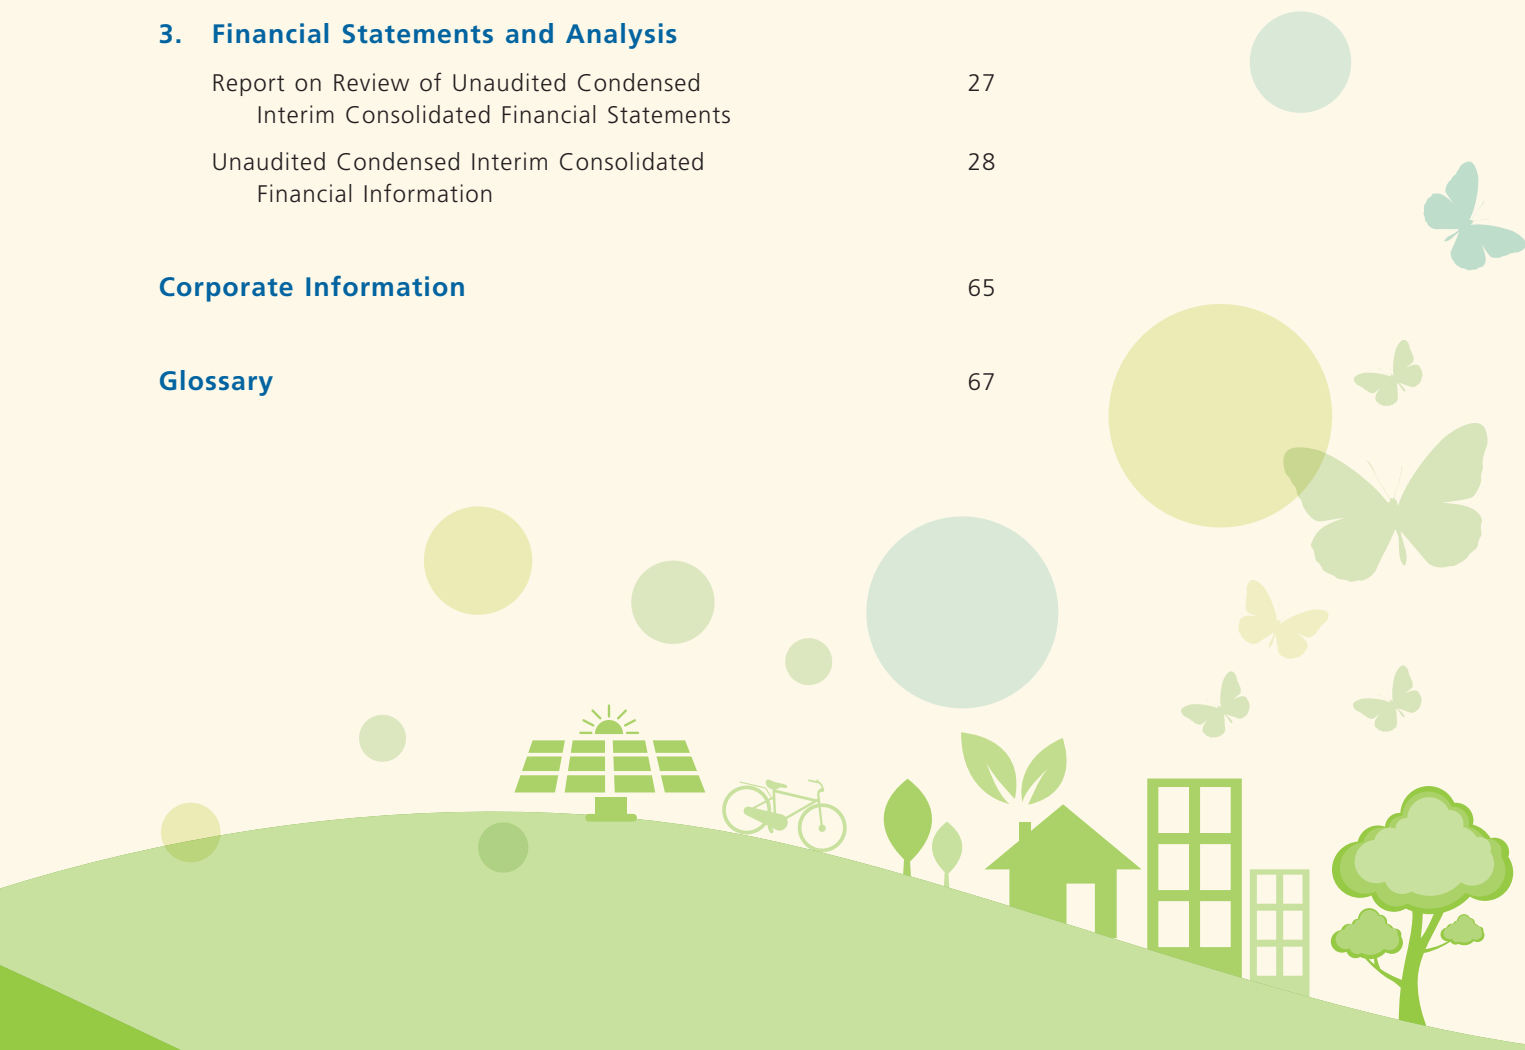 3. Financial Statements and Analysis
Report on Review of Unaudited Condensed 27
Interim Consolidated Financial Statements
Unaudited Condensed Interim Consolidated 28
Financial Information
Corporate Information 65
Glossary 67